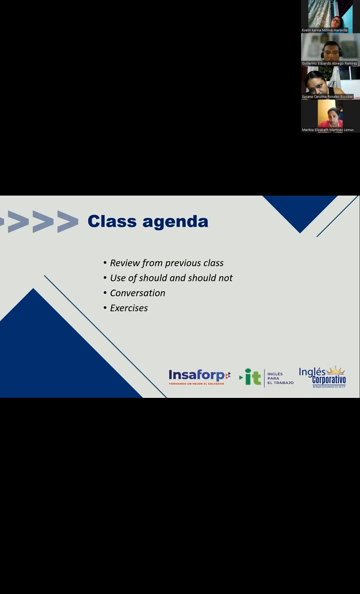 Class agenda
• Review from previous class
• Use of should and should not
• Conversation
• Exercises
Insaforp
it
INGLÉS
PARA
EL TRABAJO
Inglés
Corporativo